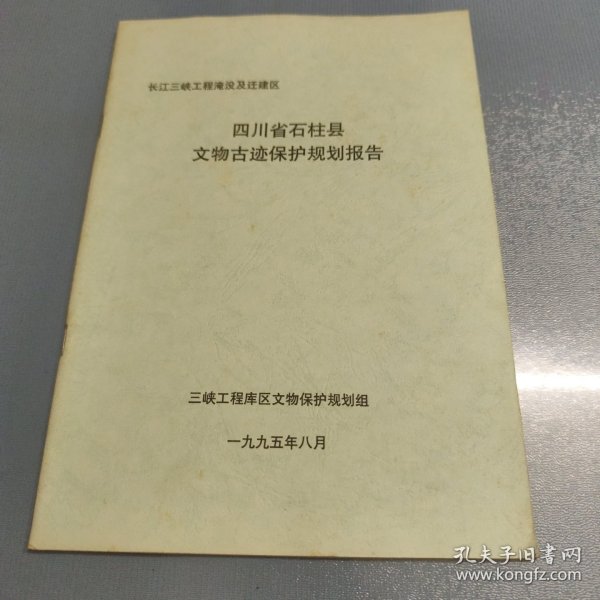 长江三峡工程淹没及迁建区
四川省石柱县
文物古迹保护规划报告
三峡工程库区文物保护规划组
一九九五年八月
孔夫子旧书网
www.kongfz.com